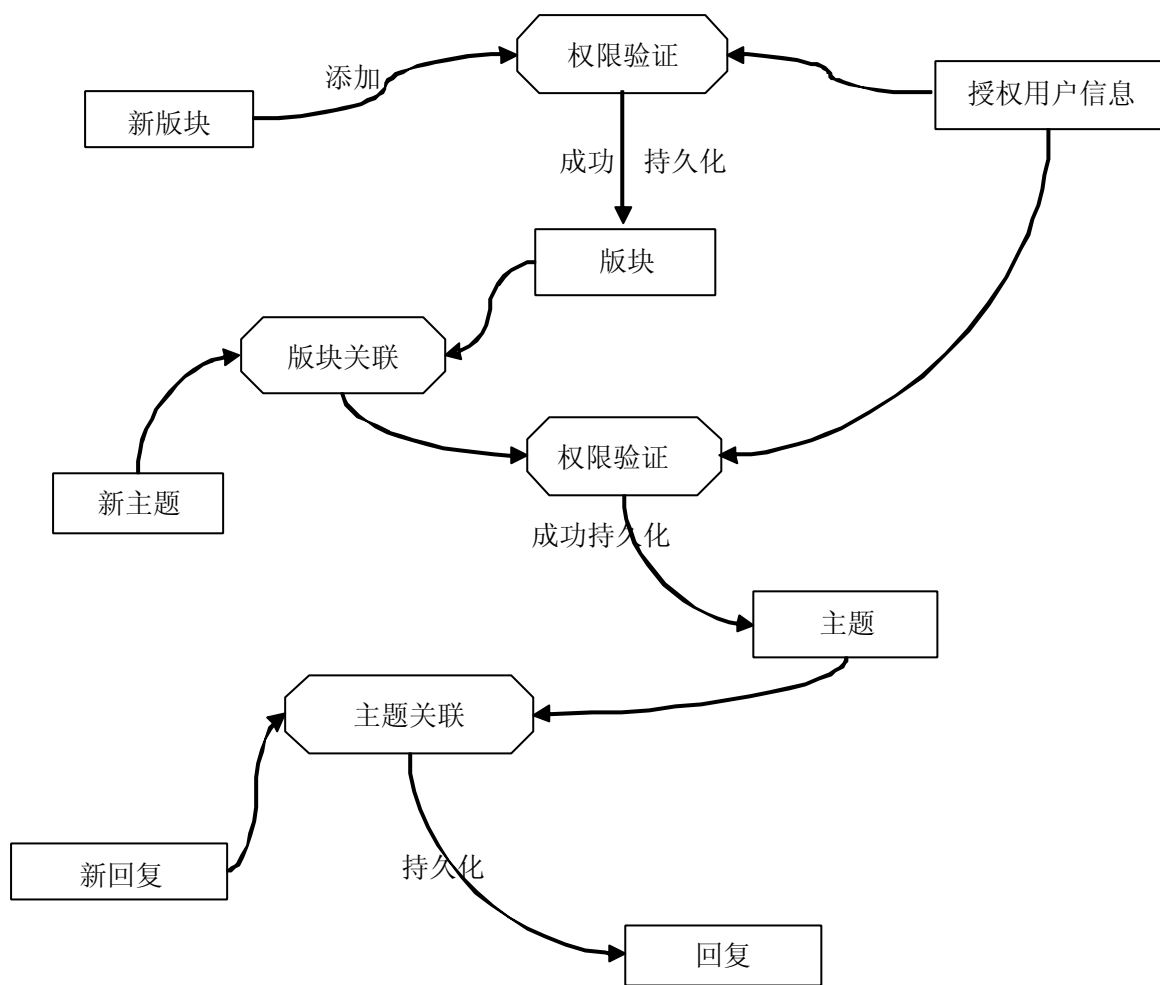 权限验证
添加
授权用户信息
新版块
成功 持久化
版块
版块关联
权限验证
新主题
成功持久化
主题
主题关联
新回复
持久化
回复